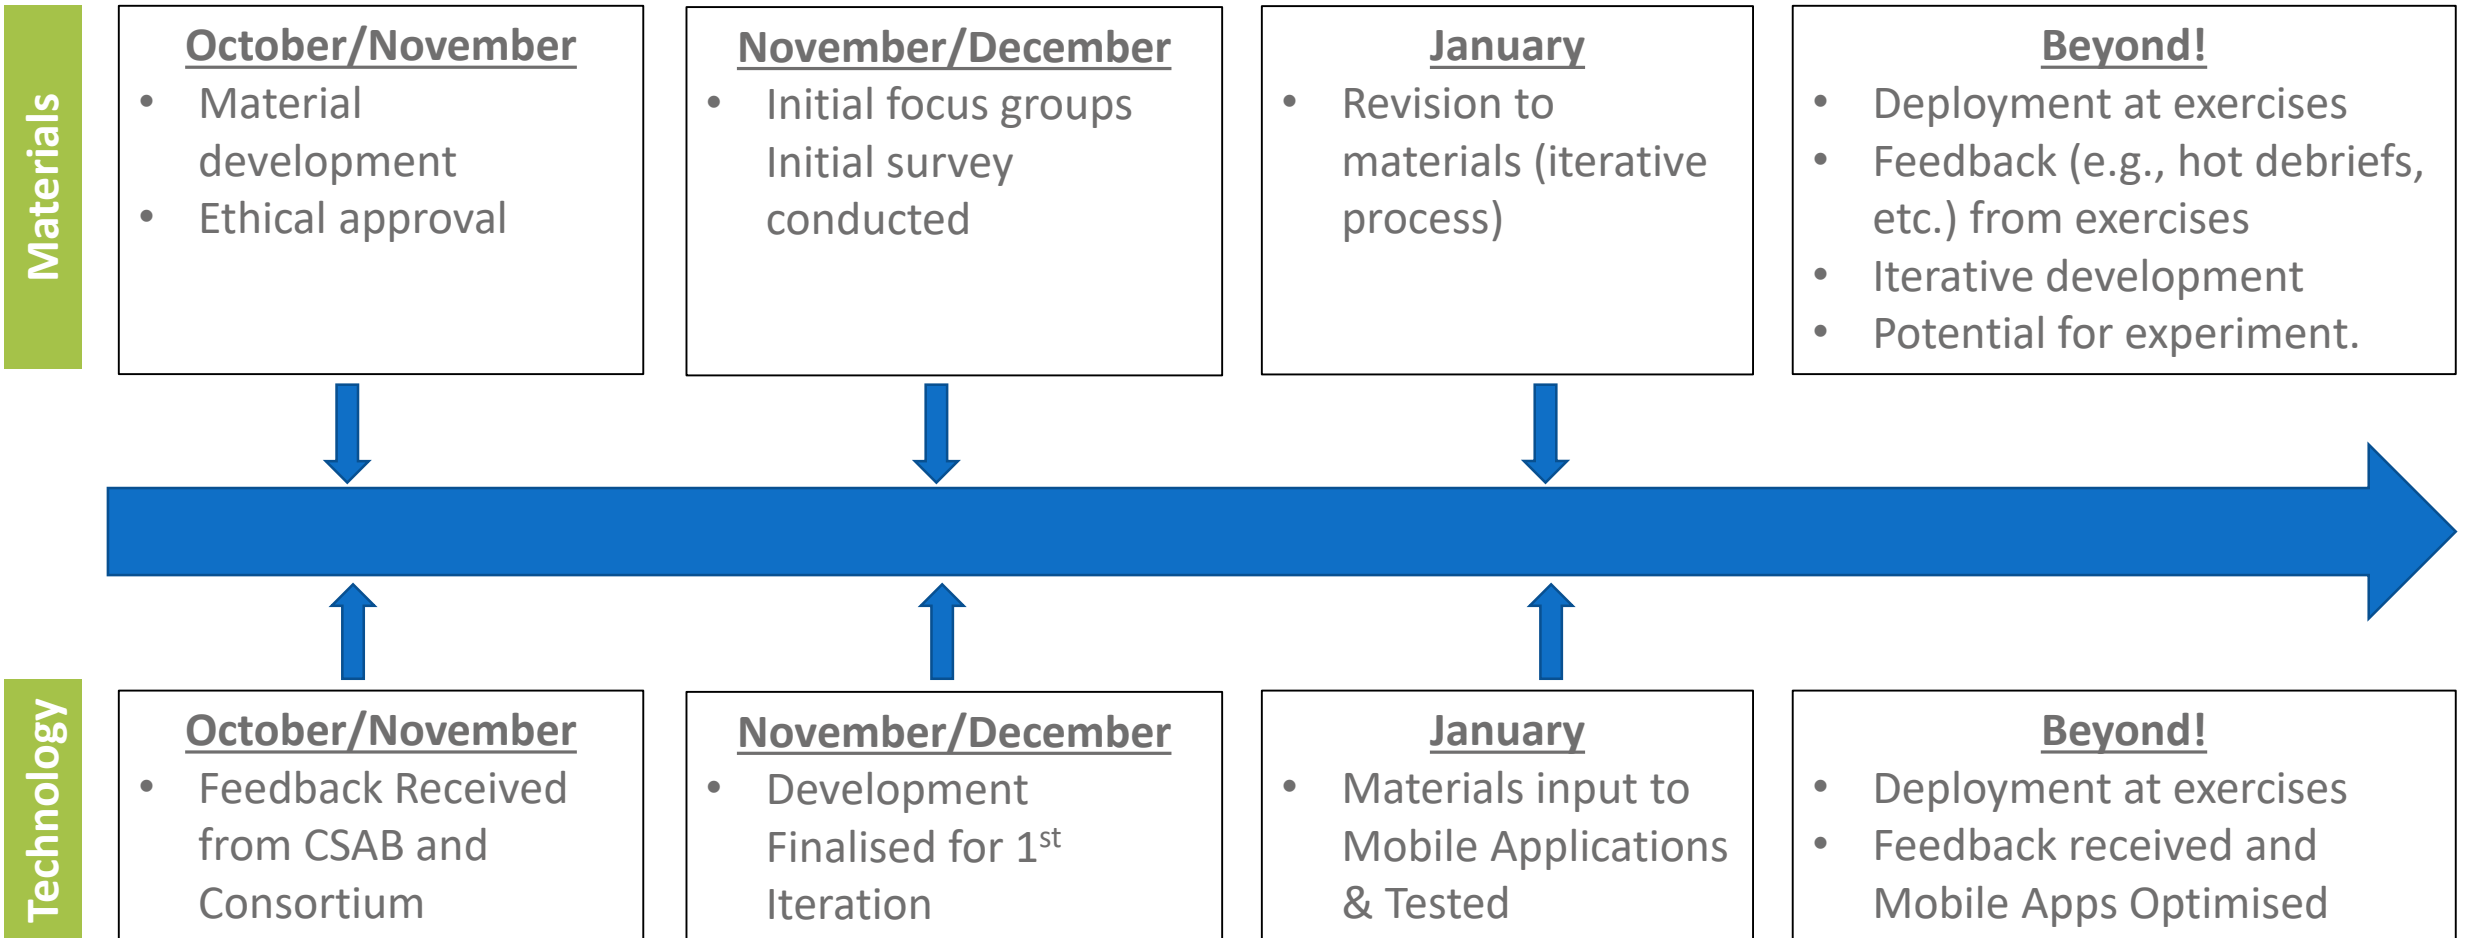 Materials
October/November
• Material
development
• Ethical approval
November/December
• Initial focus groups
Initial survey
conducted
January
• Revision to
materials (iterative
process)
Beyond!
• Deployment at exercises
• Feedback (e.g., hot debriefs,
etc.) from exercises
• Iterative development
• Potential for experiment.
Technology
October/November
• Feedback Received
from CSAB and
Consortium
November/December
• Development
Finalised for 1st
Iteration
January
• Materials input to
Mobile Applications
& Tested
Beyond!
• Deployment at exercises
• Feedback received and
Mobile Apps Optimised